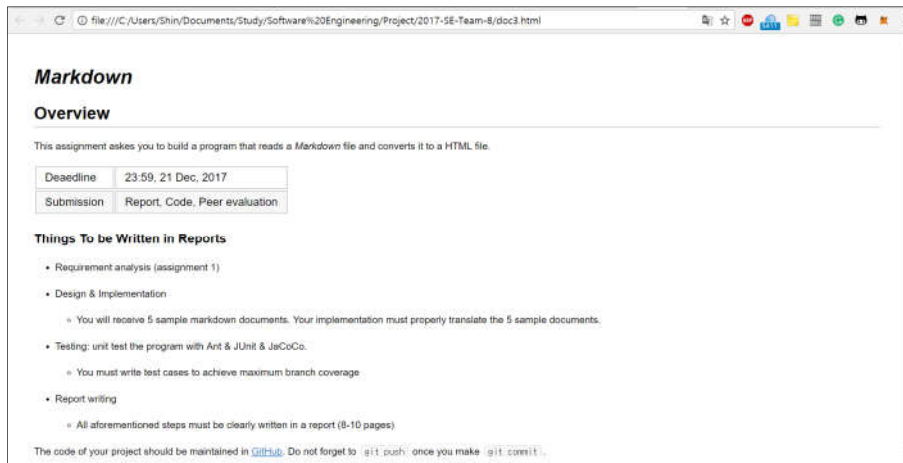 file:///C:/Users/Shin/Documents/Study/Software%20Engineering/Project/2017-SE-Team-8/doc3.html
Markdown
Overview
This assignment askes you to build a program that reads a Markdown file and converts it to a HTML file.
Deaedline 23:59, 21 Dec, 2017
Submission Report, Code, Peer evaluation
Things To be Written in Reports
• Requirement analysis (assignment 1)
• Design & Implementation
○ You will receive 5 sample markdown documents. Your implementation must properly translate the 5 sample documents.
• Testing: unit test the program with Ant & JUnit & JaCoCo.
○ You must write test cases to achieve maximum branch coverage
• Report writing
○ All aforementioned steps must be clearly written in a report (8-10 pages)
The code of your project should be maintained in GitHub. Do not forget to git push once you make git commit.